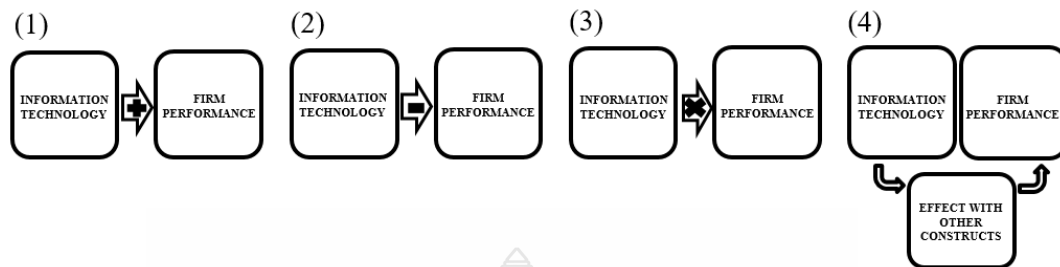 (1)
INFORMATION
TECHNOLOGY
FIRM
PERFORMANCE
(2)
INFORMATION
TECHNOLOGY
FIRM
PERFORMANCE
(3)
INFORMATION
TECHNOLOGY
FIRM
PERFORMANCE
(4)
INFORMATION
TECHNOLOGY
FIRM
PERFORMANCE
EFFECT WITH
OTHER
CONSTRUCTS